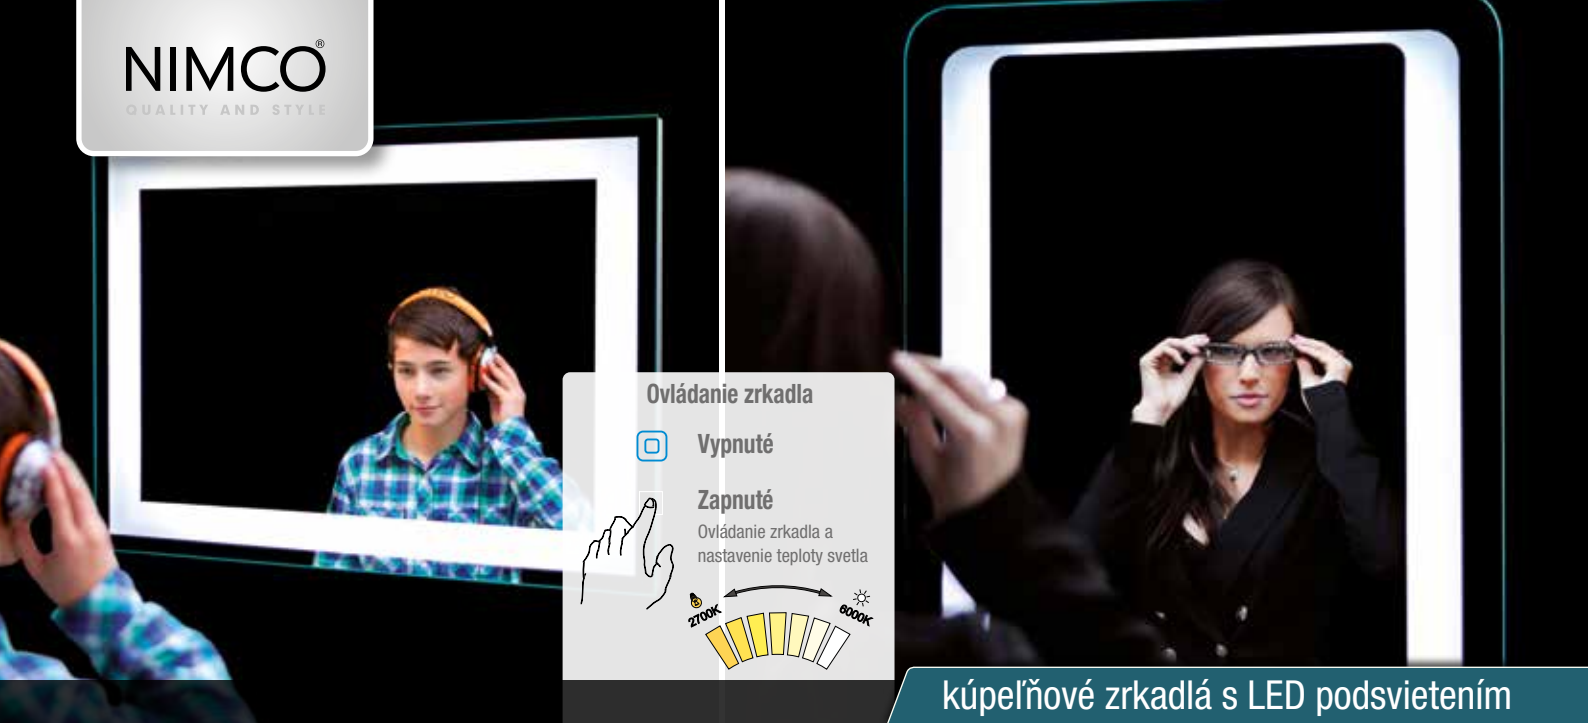 NIMCO®
QUALITY AND STYLE
Ovládanie zrkadla
Vypnuté
Zapnuté
Ovládanie zrkadla a
nastavenie teploty svetla
2700K
6000K
kúpeľňové zrkadlá s LED podsvietením